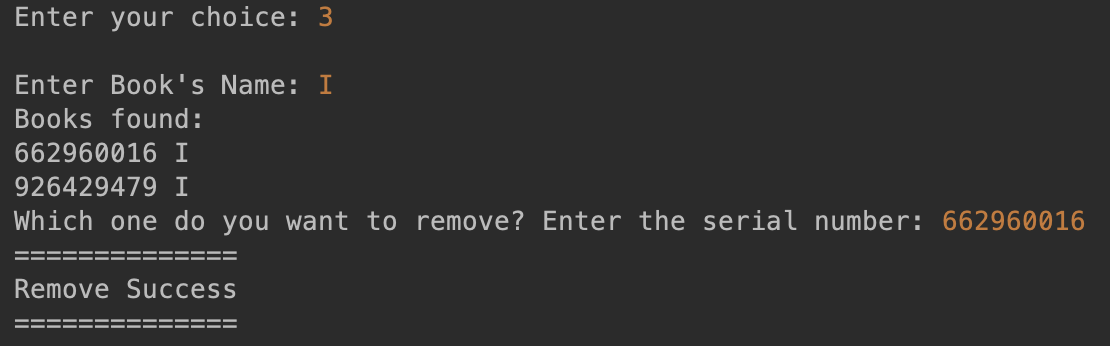 Enter your choice: 3
Enter Book's Name: I
Books found:
662960016 I
926429479 I
Which one do you want to remove? Enter the serial number: 662960016
==============
Remove Success
==============